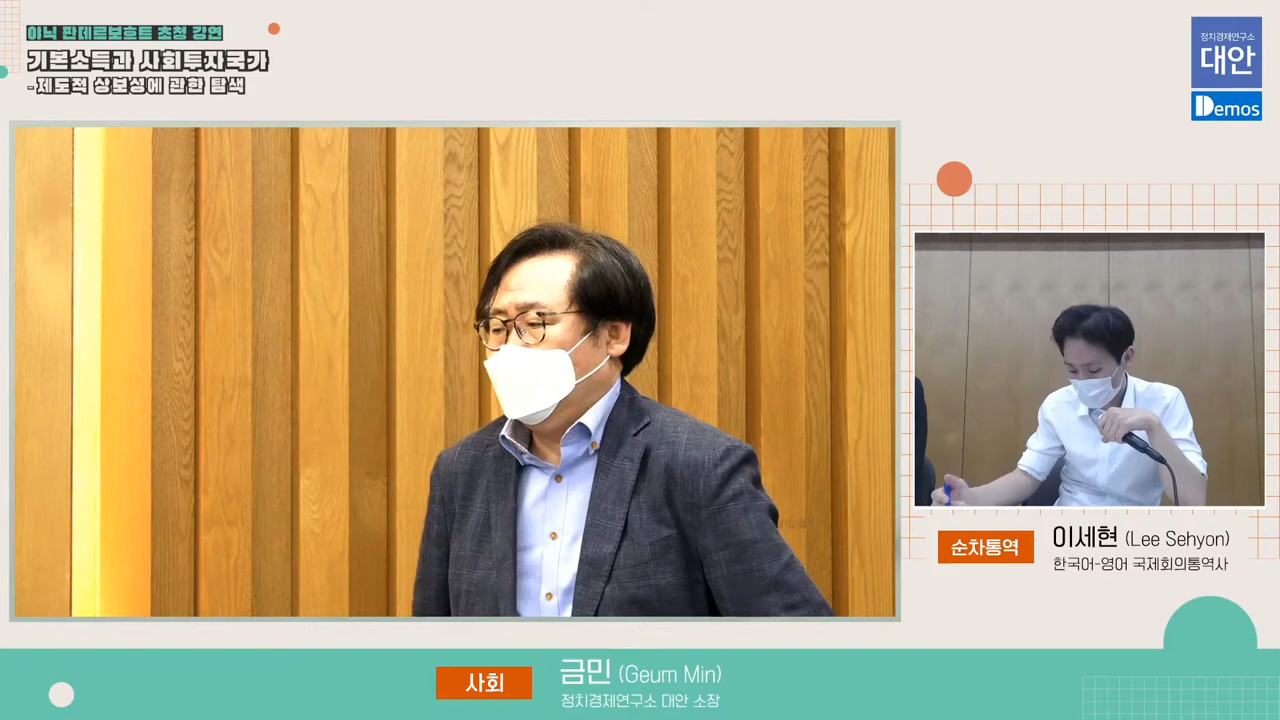 야닉 판데르보흐트 초청 강연
기본소득과 사회투자국가
-제도적 상보성에 관한 탐색
정치경제연구소
대안
Demos
순차통역
이세현 (Lee Sehyon)
한국어-영어 국제회의통역사
사회
금민 (Geum Min)
정치경제연구소 대안 소장